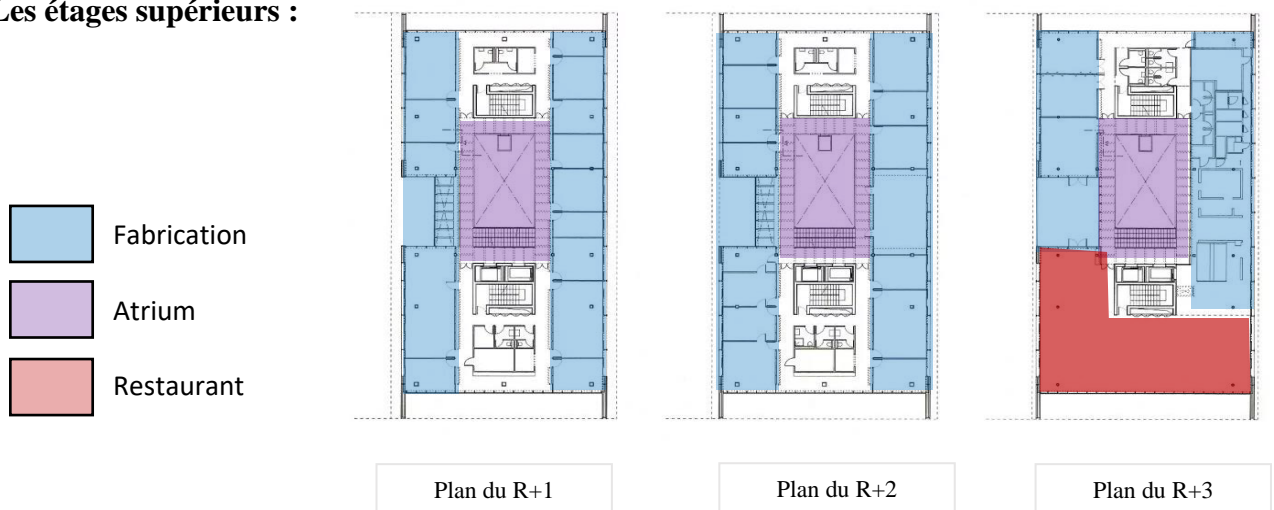 Les étages supérieurs :
Fabrication
Atrium
Restaurant
Plan du R+1
Plan du R+2
Plan du R+3